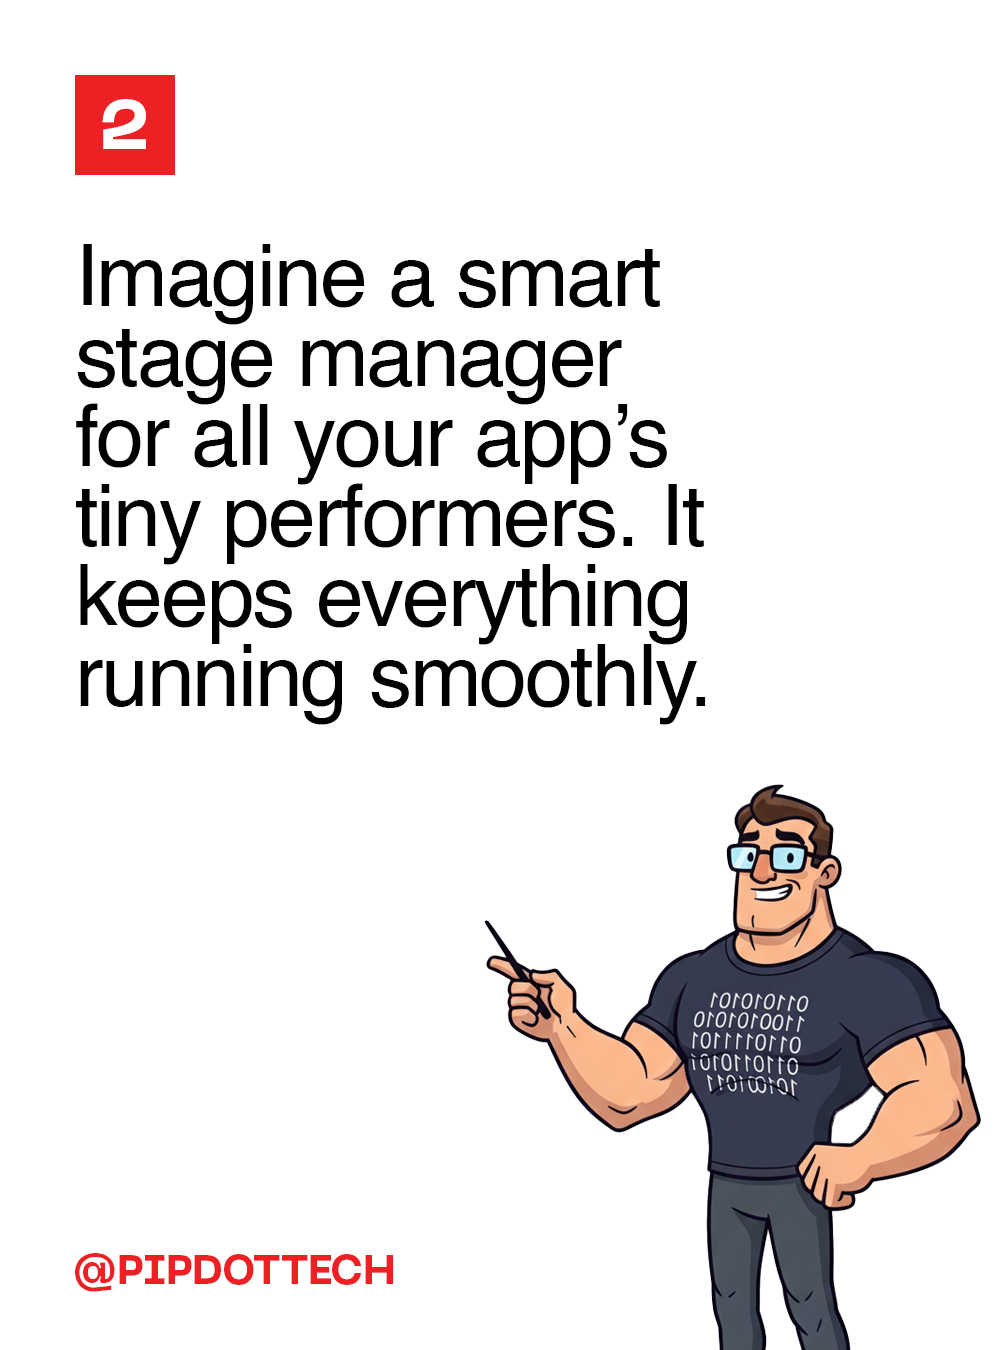 2
Imagine a smart
stage manager
for all your app’s
tiny performers. It
keeps everything
running smoothly.
@PIPDOTTECH